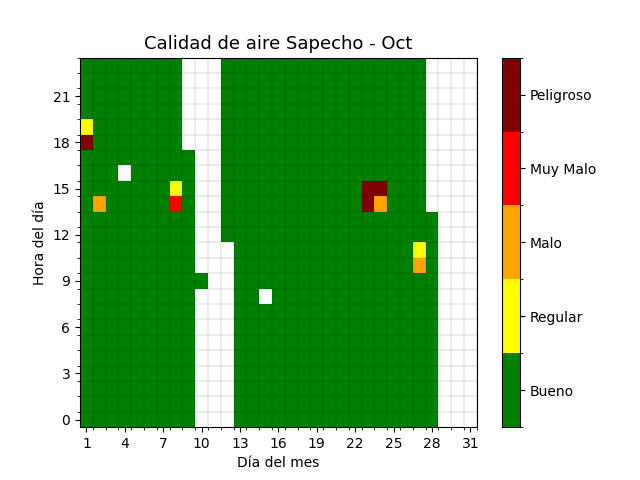 Calidad de aire Sapecho - Oct
Hora del día
21
18
15
12
9
6
3
0
1 4 7 10 13 16 19 22 25 28 31
Día del mes
Peligroso
Muy Malo
Malo
Regular
Bueno